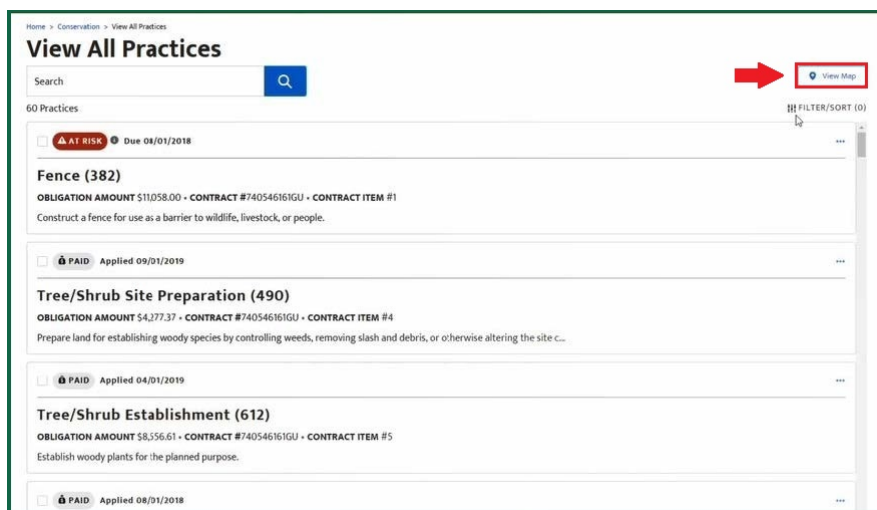 Home > Conservation > View All Practices
View All Practices
Search
View Map
60 Practices
FILTER/SORT (0)
AT RISK Due 08/01/2018
Fence (382)
OBLIGATION AMOUNT $11,058.00 • CONTRACT #740546161GU • CONTRACT ITEM #1
Construct a fence for use as a barrier to wildlife, livestock, or people.
PAID Applied 09/01/2019
Tree/Shrub Site Preparation (490)
OBLIGATION AMOUNT $4,277.37 • CONTRACT #740546161GU • CONTRACT ITEM #4
Prepare land for establishing woody species by controlling weeds, removing slash and debris, or otherwise altering the site c...
PAID Applied 04/01/2019
Tree/Shrub Establishment (612)
OBLIGATION AMOUNT $8,556.61 • CONTRACT #740546161GU • CONTRACT ITEM #5
Establish woody plants for the planned purpose.
PAID Applied 08/01/2018